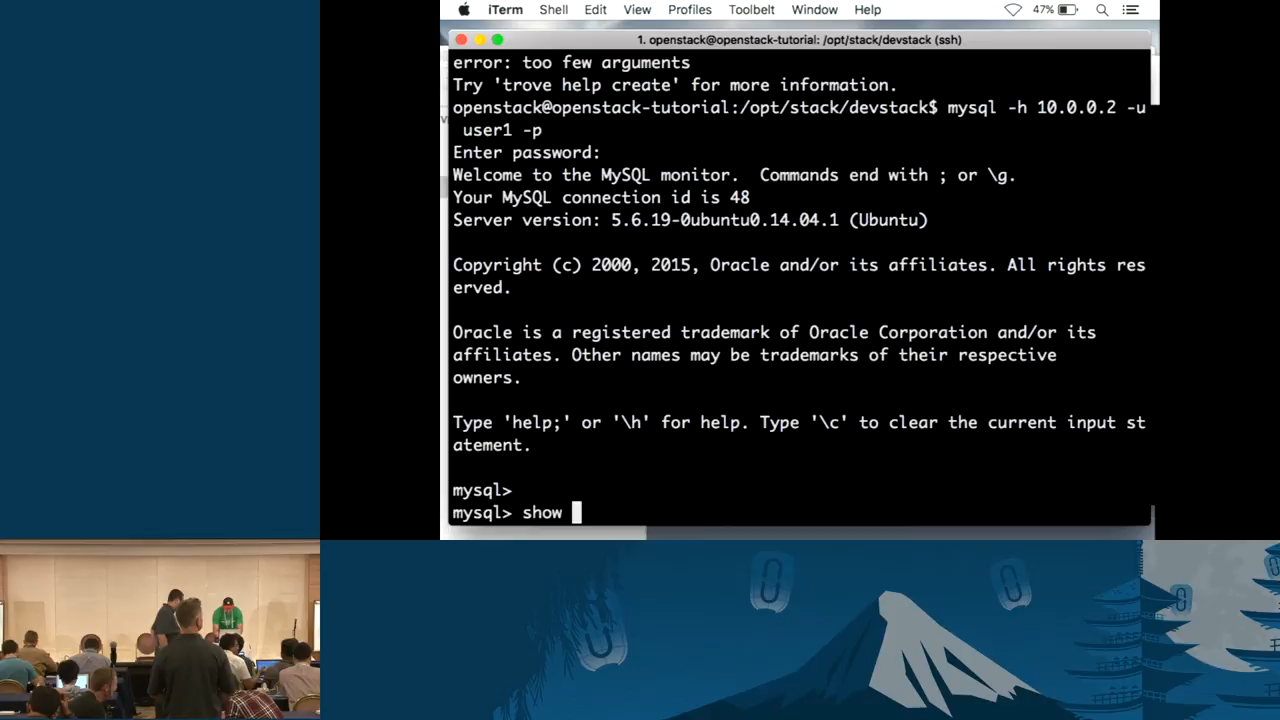 iTerm Shell Edit View Profiles Toolbelt Window Help 47%
1. openstack@openstack-tutorial: /opt/stack/devstack (ssh)
error: too few arguments
Try 'trove help create' for more information.
openstack@openstack-tutorial:/opt/stack/devstack$ mysql -h 10.0.0.2 -u
user1 -p
Enter password:
Welcome to the MySQL monitor.  Commands end with ; or \g.
Your MySQL connection id is 48
Server version: 5.6.19-0ubuntu0.14.04.1 (Ubuntu)
Copyright (c) 2000, 2015, Oracle and/or its affiliates. All rights res
erved.
Oracle is a registered trademark of Oracle Corporation and/or its
affiliates. Other names may be trademarks of their respective
owners.
Type 'help;' or '\h' for help. Type '\c' to clear the current input st
atement.
mysql>
mysql> show